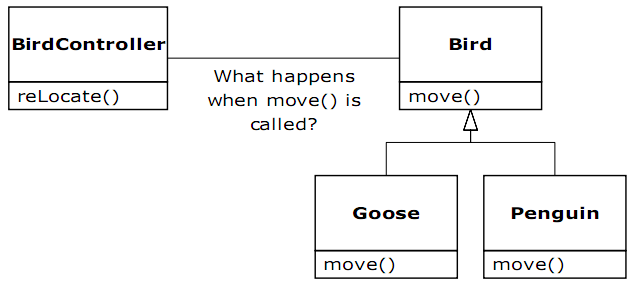 BirdController
reLocate()
What happens
when move() is
called?
Bird
move()
Goose
move()
Penguin
move()